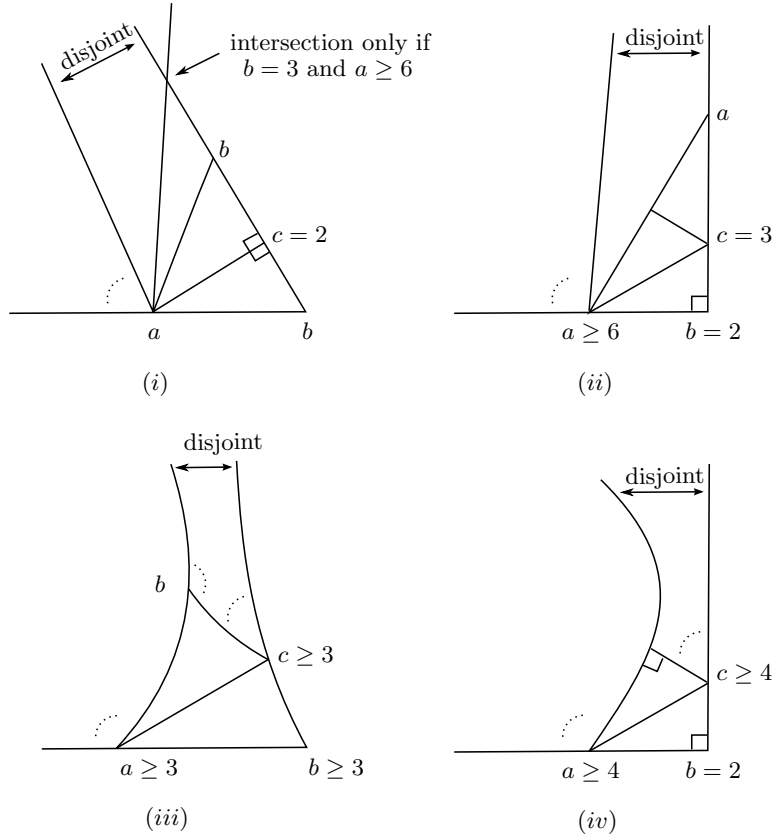 disjoint
intersection only if
b = 3 and a ≥ 6
b
c = 2
a
b
(i)
disjoint
a
c = 3
a ≥ 6
b = 2
(ii)
disjoint
b
c ≥ 3
a ≥ 3
b ≥ 3
(iii)
disjoint
c ≥ 4
a ≥ 4
b = 2
(iv)